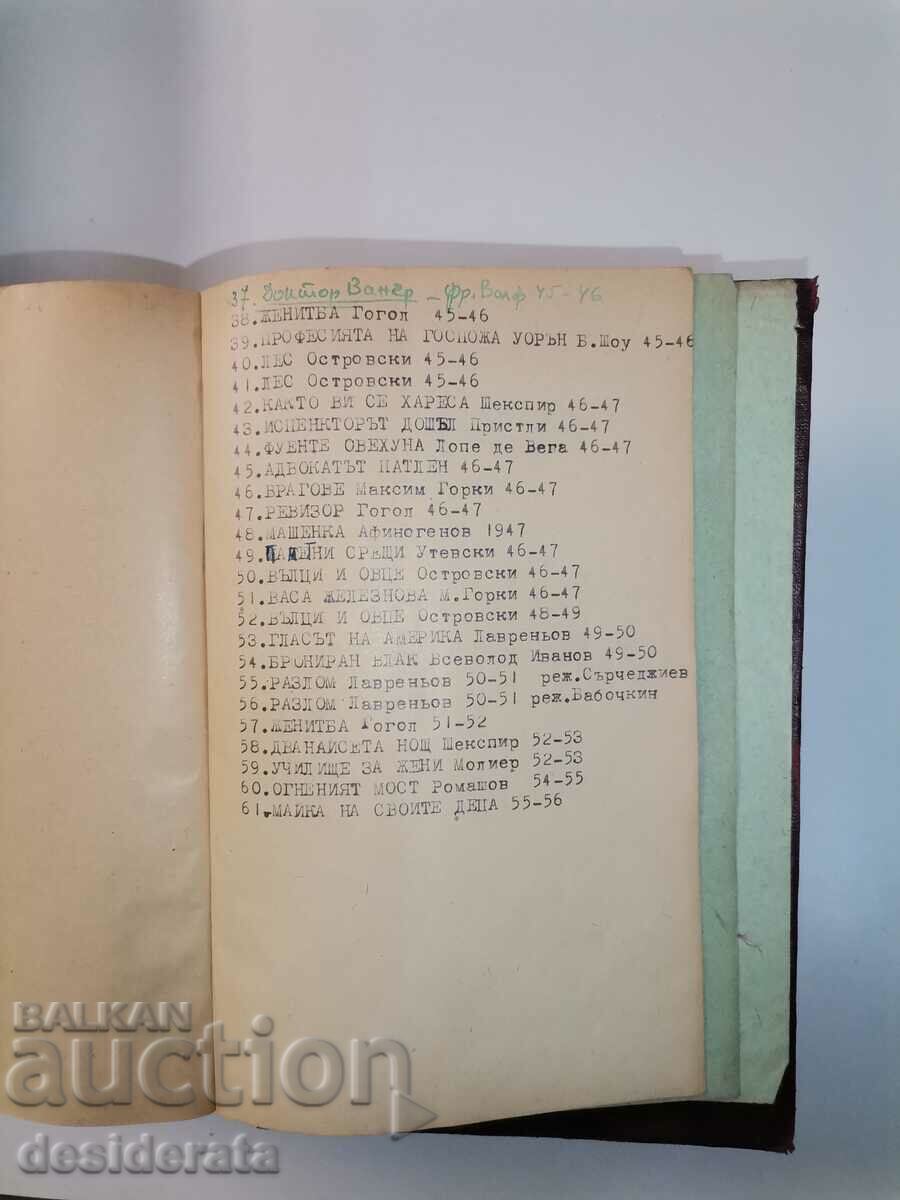 37. Доктор Вангр – Фр. Волф 45-46
38.ЖЕНИТБА Гогол 45-46
39.ПРОФЕСИЯТА НА ГОСПОЖА УОРЪН Б.Шоу 45-46
40.ЛЕС Островски 45-46
41.ЛЕС Островски 45-46
42.КАКТО ВИ СЕ ХАРЕСА Шекспир 46-47
43.ИСПЕНКТОРЪТ ДОШЪЛ Пристли 46-47
44.ФУЕНТЕ ОВЕХУНА Лопе де Вега 46-47
45.АДВОКАТЪТ ПАТЛЕН 46-47
46.ВРАГОВЕ Максим Горки 46-47
47.РЕВИЗОР Гогол 46-47
48.МАШЕНКА Афиногенов 1947
49. СРЕЩИ Утевски 46-47
50.ВЪЛЦИ И ОВЦЕ Островски 46-47
51.ВАСА ЖЕЛЕЗНОВА М.Горки 46-47
52.ВЪЛЦИ И ОВЦЕ Островски 48-49
53.ГЛАСЪТ НА АМЕРИКА Лавреньов 49-50
54.БРОНИРАН ВЛАК Всеволод Иванов 49-50
55.РАЗЛОМ Лавреньов 50-51 реж.Сърчеджиев
56.РАЗЛОМ Лавреньов 50-51 реж.Бабочкин
57.ЖЕНИТБА Гогол 51-52
58.ДВАНАЙСЕТА НОЩ Шекспир 52-53
59.УЧИЛИЩЕ ЗА ЖЕНИ Молиер 52-53
60.ОГНЕНИЯТ МОСТ Ромашов 54-55
61.МАЙКА НА СВОИТЕ ДЕЦА 55-56
BALKAN
auction
desiderata